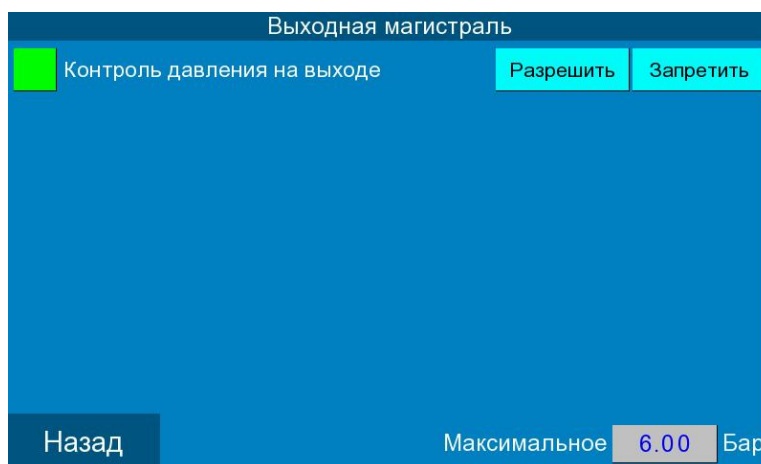 Выходная магистраль
Контроль давления на выходе Разрешить Запретить
Назад Максимальное 6.00 Бар